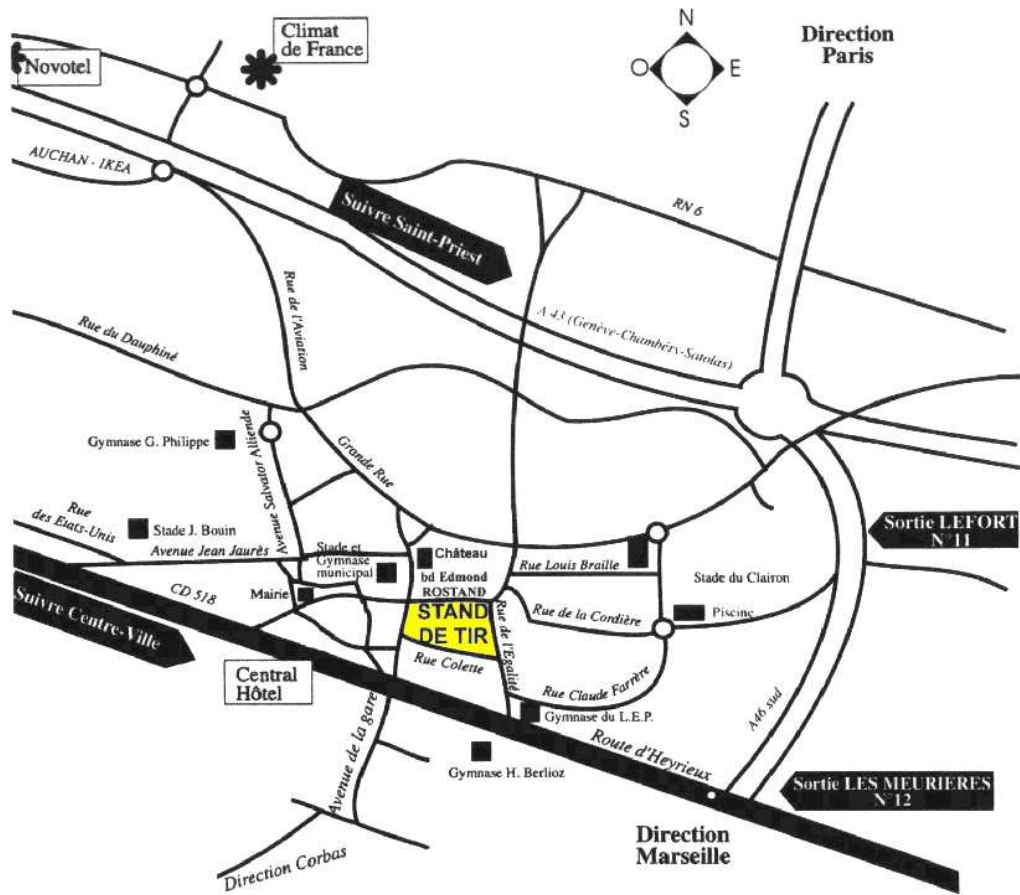 N
O
E
S
Direction
Paris
Climat
de France
Novotel
AUCHAN - IKEA
Suivre Saint-Priest
RN 6
Rue de l'Aviation
A 43 (Genève-Chambéry-Satolas)
Rue du Dauphiné
Gymnase G. Philippe
Avenue Salvator Alliende
Grande Rue
Rue
des Etats-Unis
Stade J. Bouin
Avenue Jean Jaurès
Stade et
Gymnase
municipal
Château
bd Edmond
ROSTAND
Rue Louis Braille
Stade du Clairon
Sortie LEFORT
N°11
Mairie
CD 518
Suivre Centre-Ville
STAND
DE TIR
Rue de l'Egalité
Rue de la Cordière
Piscine
Rue Colette
Rue Claude Farrère
Central
Hôtel
Gymnase du L.E.P.
A46 sud
Avenue de la gare
Route d'Heyrieux
Gymnase H. Berlioz
Sortie LES MEURIERES
N°12
Direction
Marseille
Direction Corbas